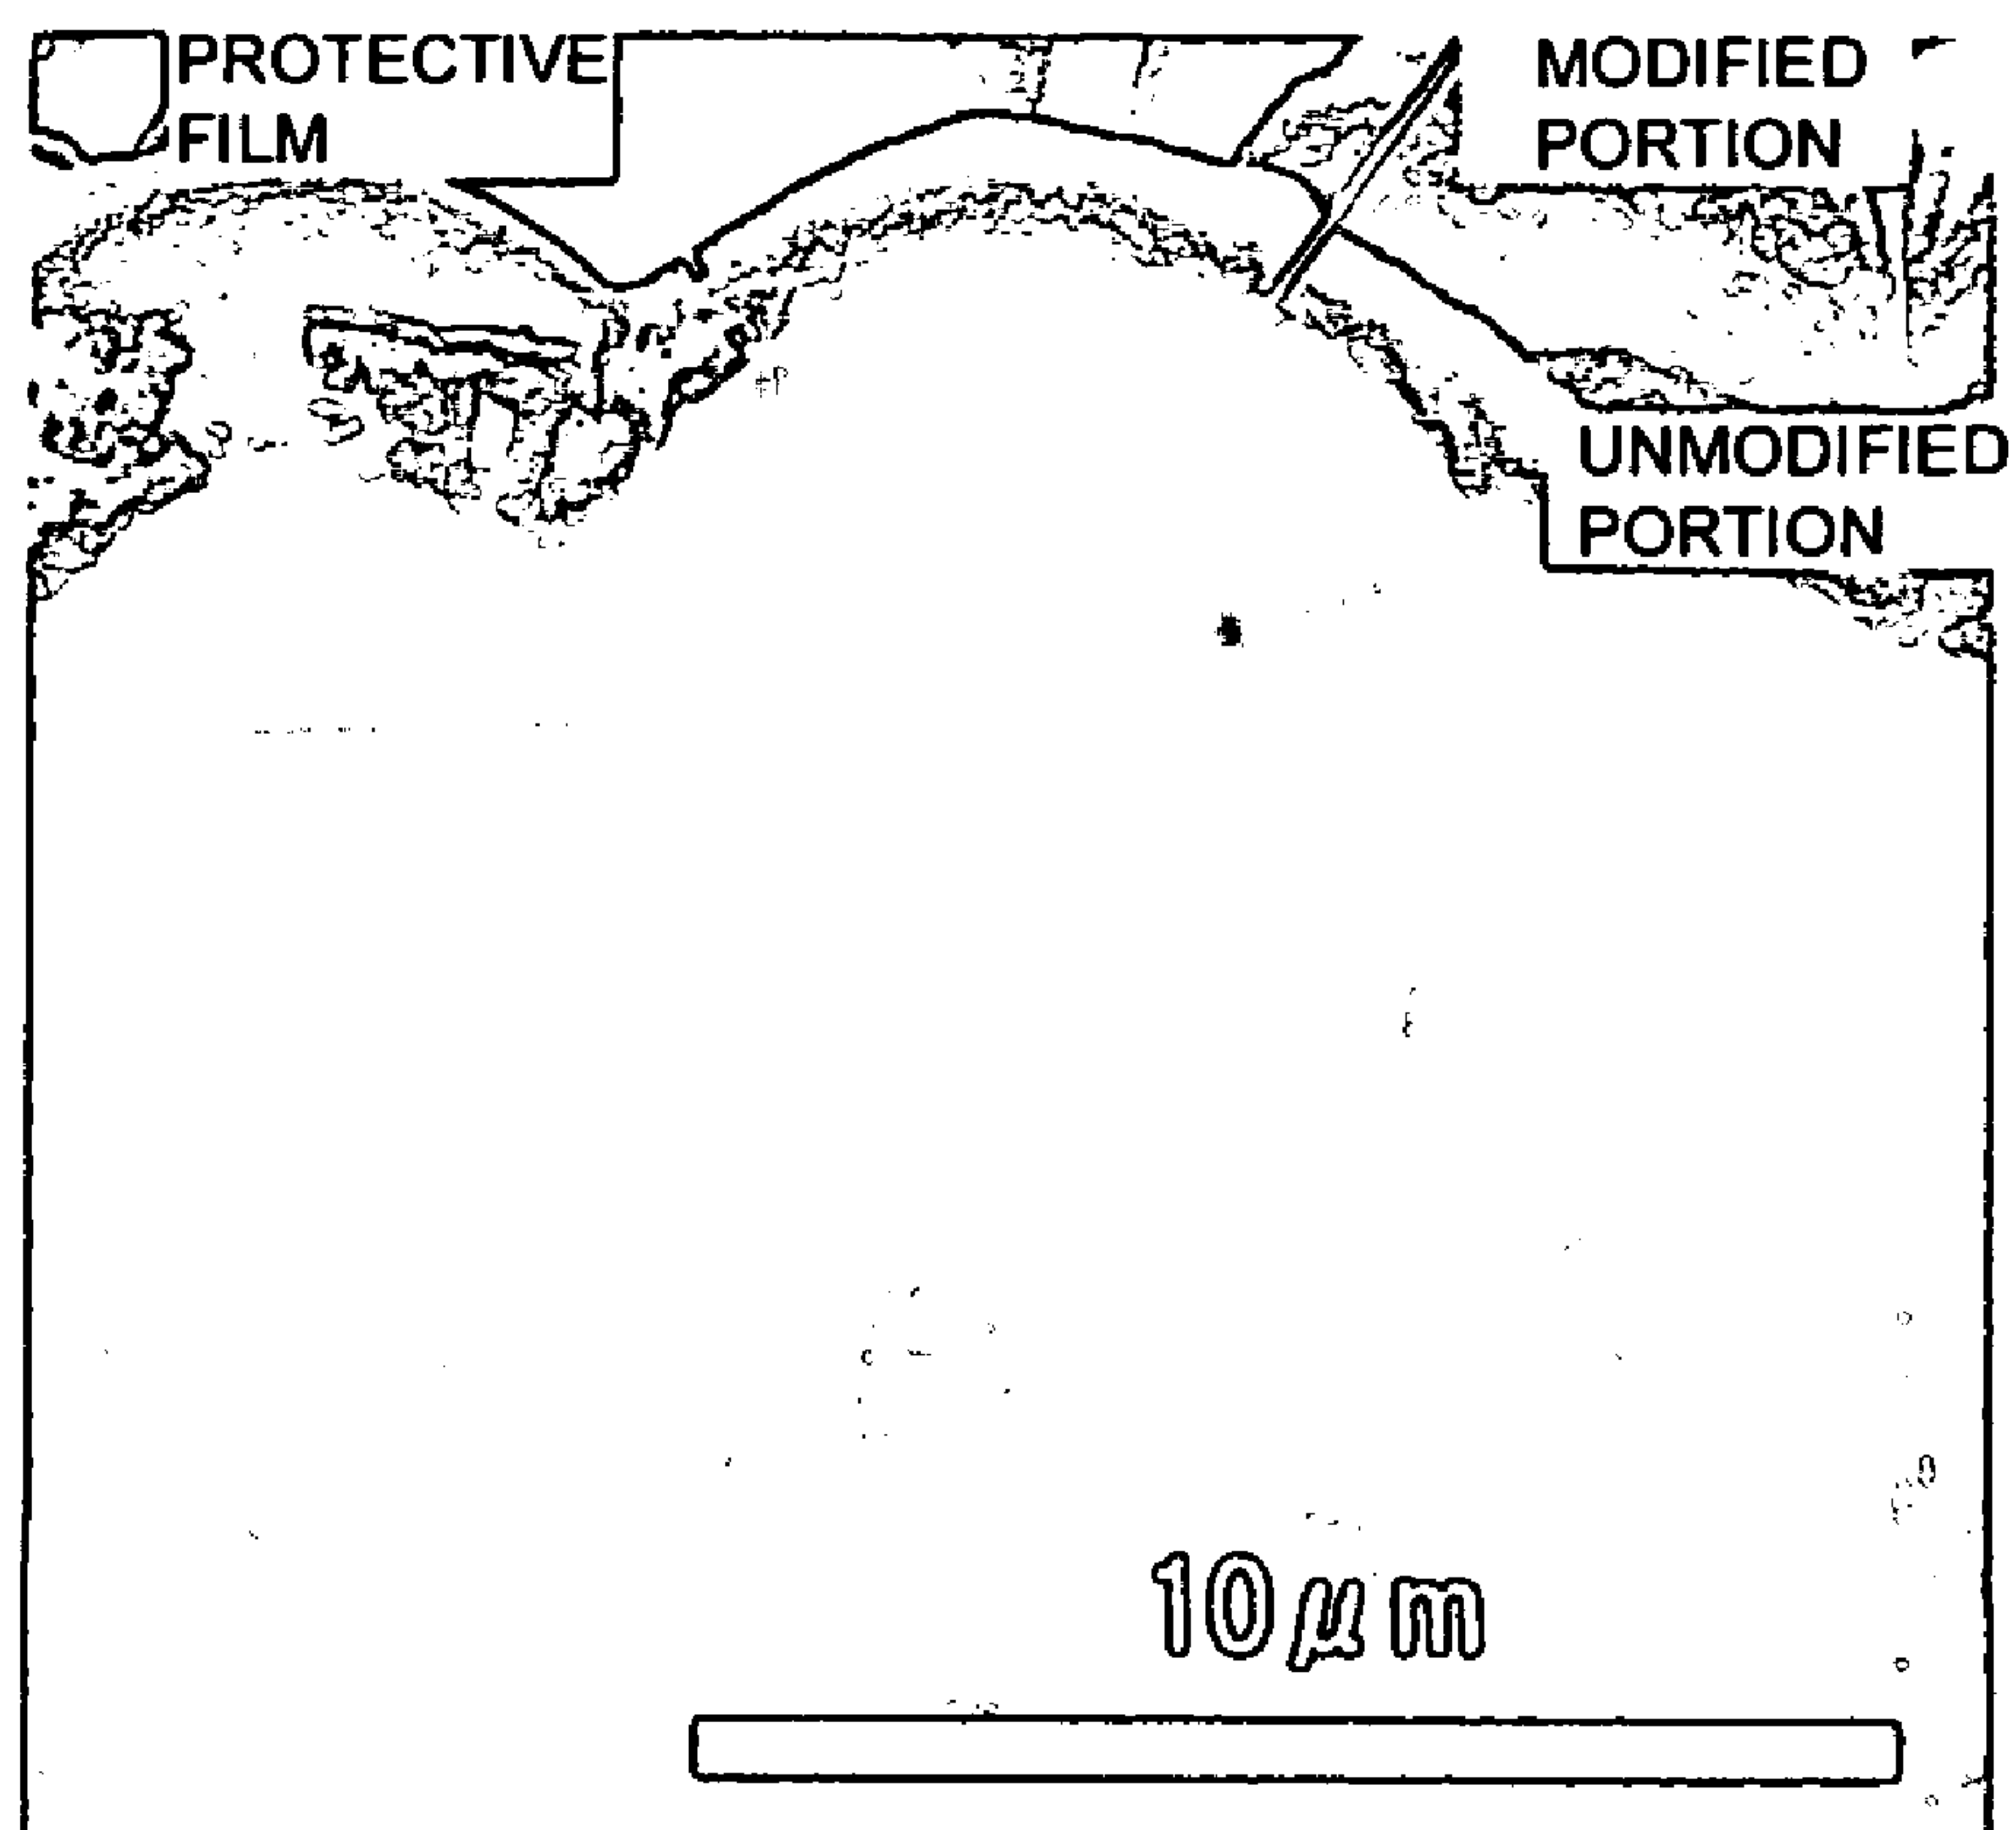 PROTECTIVE
FILM
MODIFIED
PORTION
UNMODIFIED
PORTION
10μm